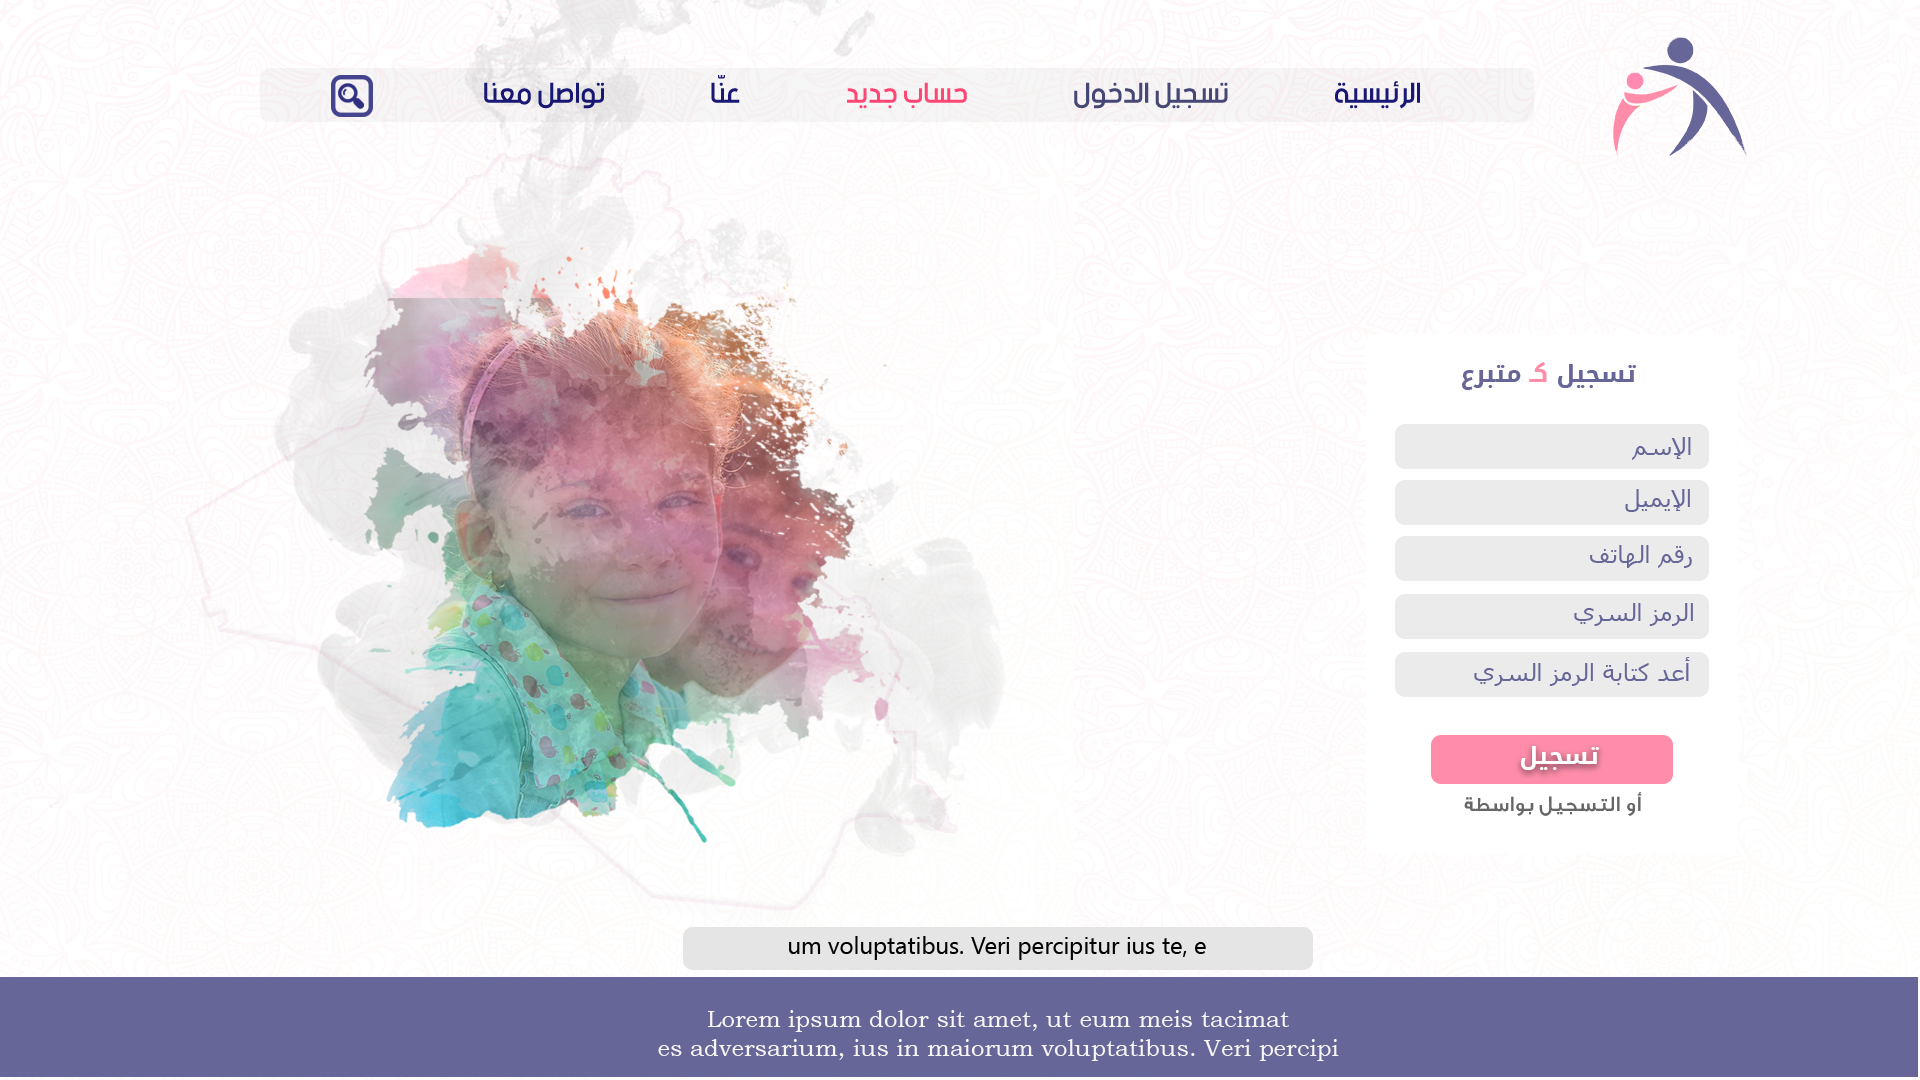 الرئيسية
تسجيل الدخول
حساب جديد
عنّا
تواصل معنا
تسجيل كـ متبرع
الإسم
الإيميل
رقم الهاتف
الرمز السري
أعد كتابة الرمز السري
تسجيل
أو التسجيل بواسطة
um voluptatibus. Veri percipitur ius te, e
Lorem ipsum dolor sit amet, ut eum meis tacimat
es adversarium, ius in maiorum voluptatibus. Veri percipi